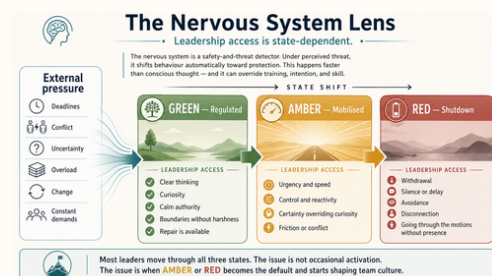 The Nervous System Lens
Leadership access is state-dependent.
The nervous system is a safety-and-threat detector. Under perceived threat,
it shifts behaviour automatically toward protection. This happens faster
than conscious thought — and it can override training, intention, and skill.
STATE SHIFT
External
pressure
Deadlines
Conflict
Uncertainty
Overload
Change
Constant
demands
GREEN — Regulated
LEADERSHIP ACCESS
Clear thinking
Curiosity
Calm authority
Boundaries without harshness
Repair is available
AMBER — Mobilised
LEADERSHIP ACCESS
Urgency and speed
Control and reactivity
Certainty overriding curiosity
Friction or conflict
RED — Shutdown
LEADERSHIP ACCESS
Withdrawal
Silence or delay
Avoidance
Disconnection
Going through the motions
without presence
Most leaders move through all three states. The issue is not occasional activation.
The issue is when AMBER or RED becomes the default and starts shaping team culture.